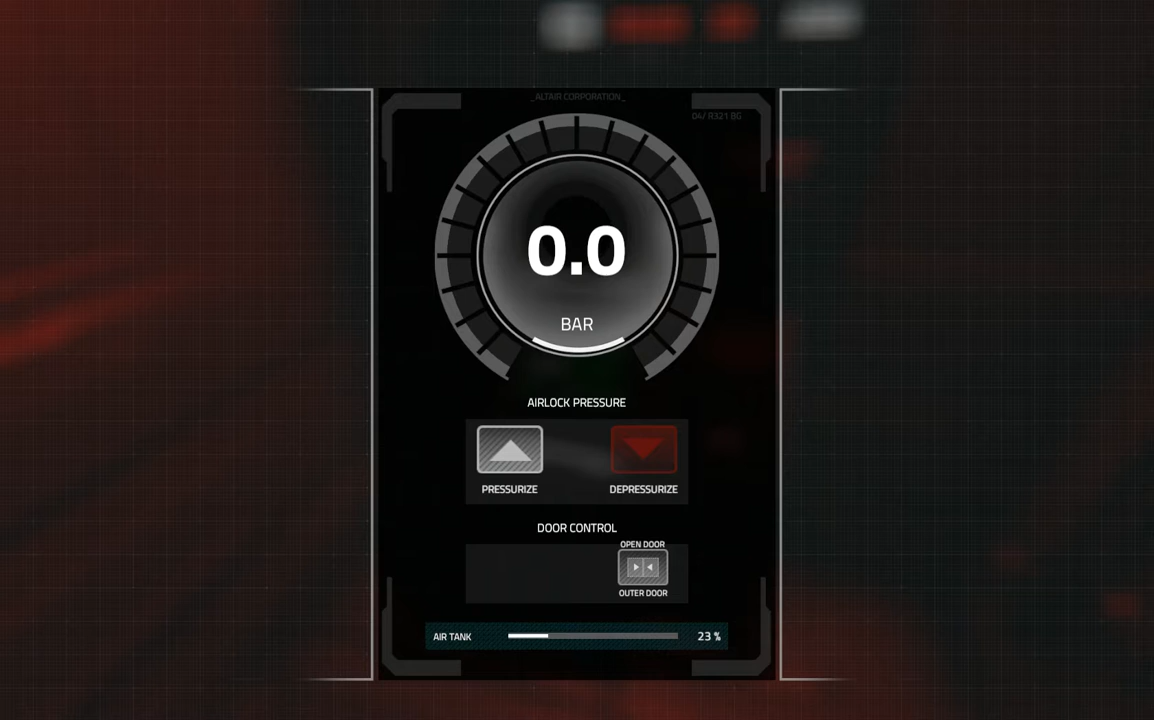 _ALTAIR CORPORATION_
04/ R321 BG
0.0
BAR
AIRLOCK PRESSURE
PRESSURIZE
DEPRESSURIZE
DOOR CONTROL
OPEN DOOR
OUTER DOOR
AIR TANK
23 %